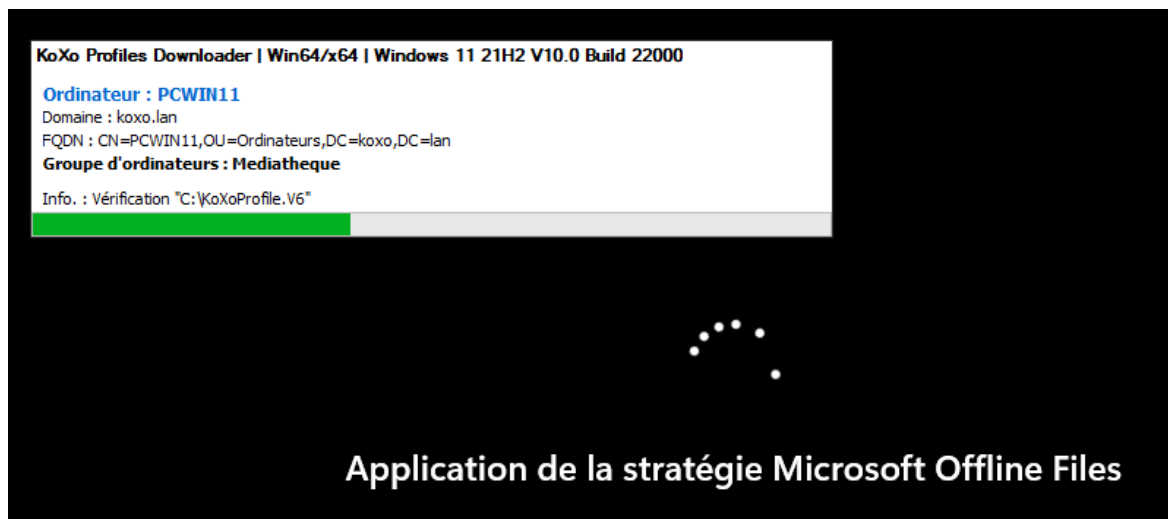 KoXo Profiles Downloader | Win64/x64 | Windows 11 21H2 V10.0 Build 22000
Ordinateur : PCWIN11
Domaine : koxo.lan
FQDN : CN=PCWIN11,OU=Ordinateurs,DC=koxo,DC=lan
Groupe d'ordinateurs : Mediatheque
Info. : Vérification "C:\KoXoProfile.V6"
Application de la stratégie Microsoft Offline Files